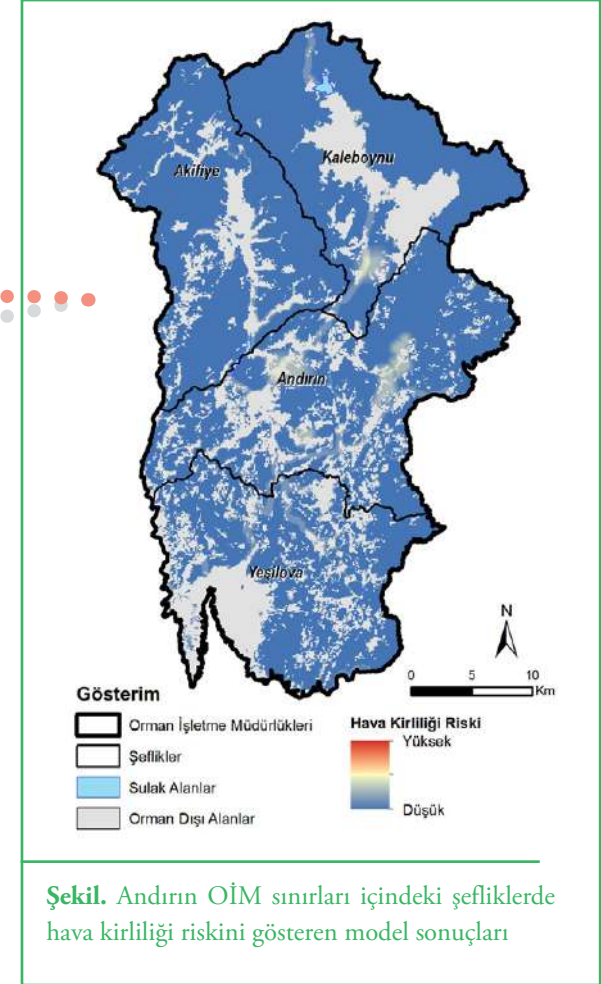 Kaleboynu
Akifiye
Andırın
Yeşilova
N
0 5 10
Km
Gösterim
Orman İşletme Müdürlükleri
Şeflikler
Sulak Alanlar
Orman Dışı Alanlar
Hava Kirliliği Riski
Yüksek
Düşük
Şekil. Andırın OİM sınırları içindeki şefliklerde
hava kirliliği riskini gösteren model sonuçları